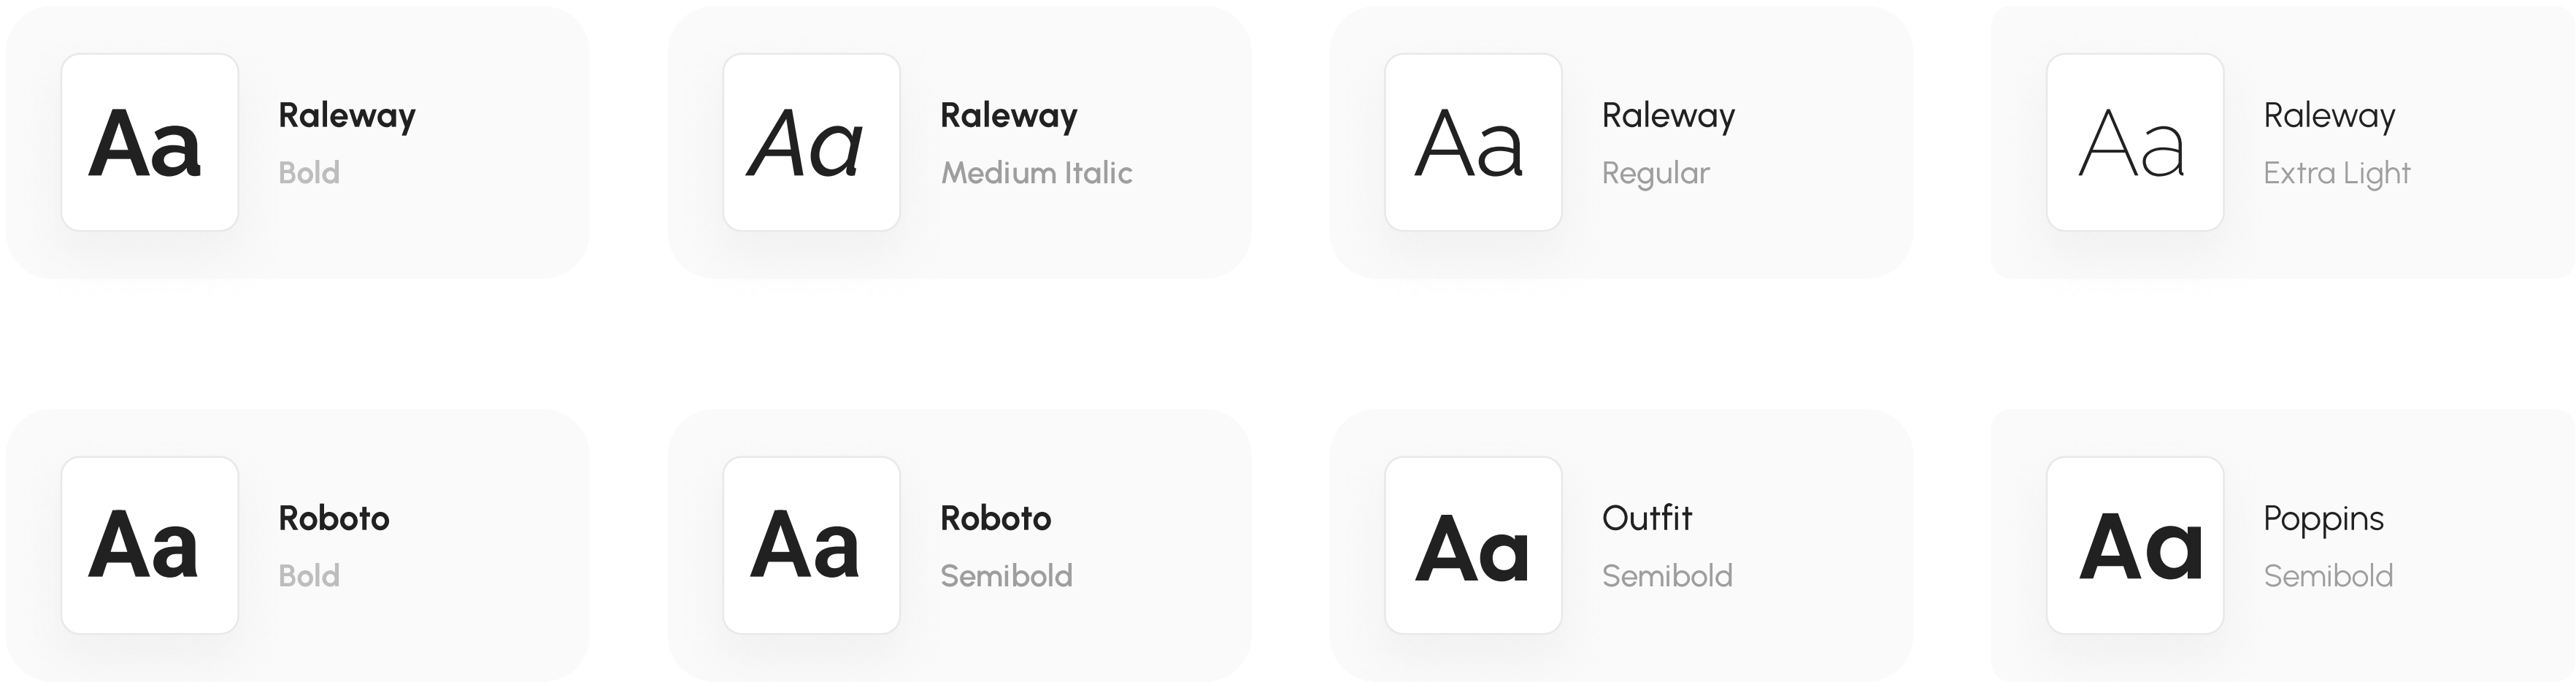 Aa
Raleway
Bold
Aa
Raleway
Medium Italic
Aa
Raleway
Regular
Aa
Raleway
Extra Light
Aa
Roboto
Bold
Aa
Roboto
Semibold
Aa
Outfit
Semibold
Aa
Poppins
Semibold